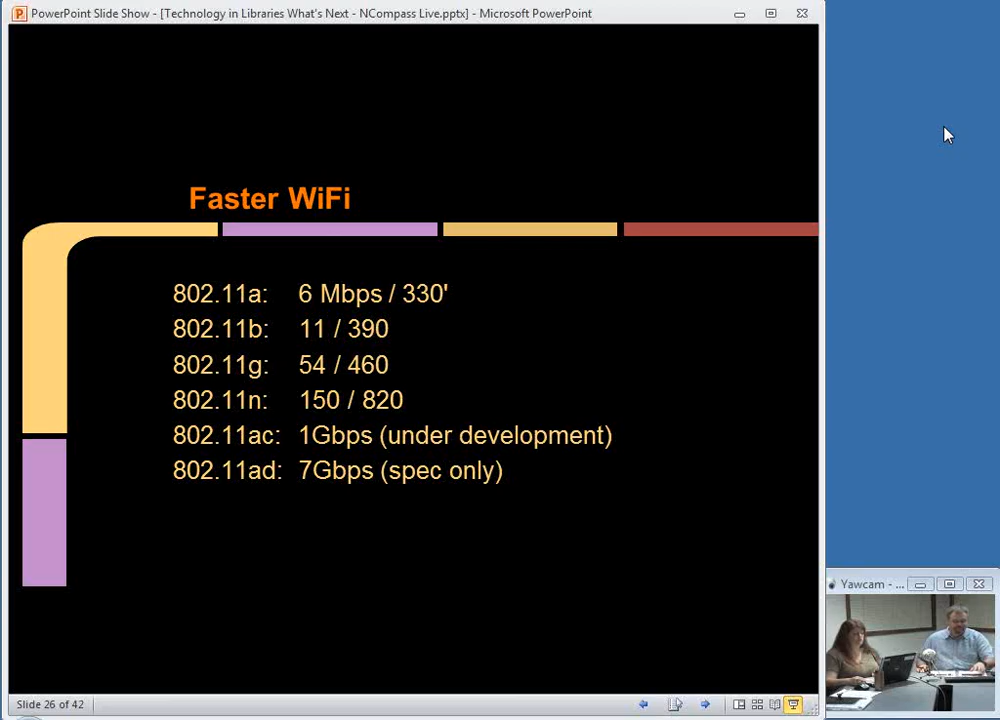 PowerPoint Slide Show - [Technology in Libraries What's Next - NCompass Live.pptx] - Microsoft PowerPoint
Faster WiFi
802.11a: 6 Mbps / 330'
802.11b: 11 / 390
802.11g: 54 / 460
802.11n: 150 / 820
802.11ac: 1Gbps (under development)
802.11ad: 7Gbps (spec only)
Yawcam - ...
Slide 26 of 42